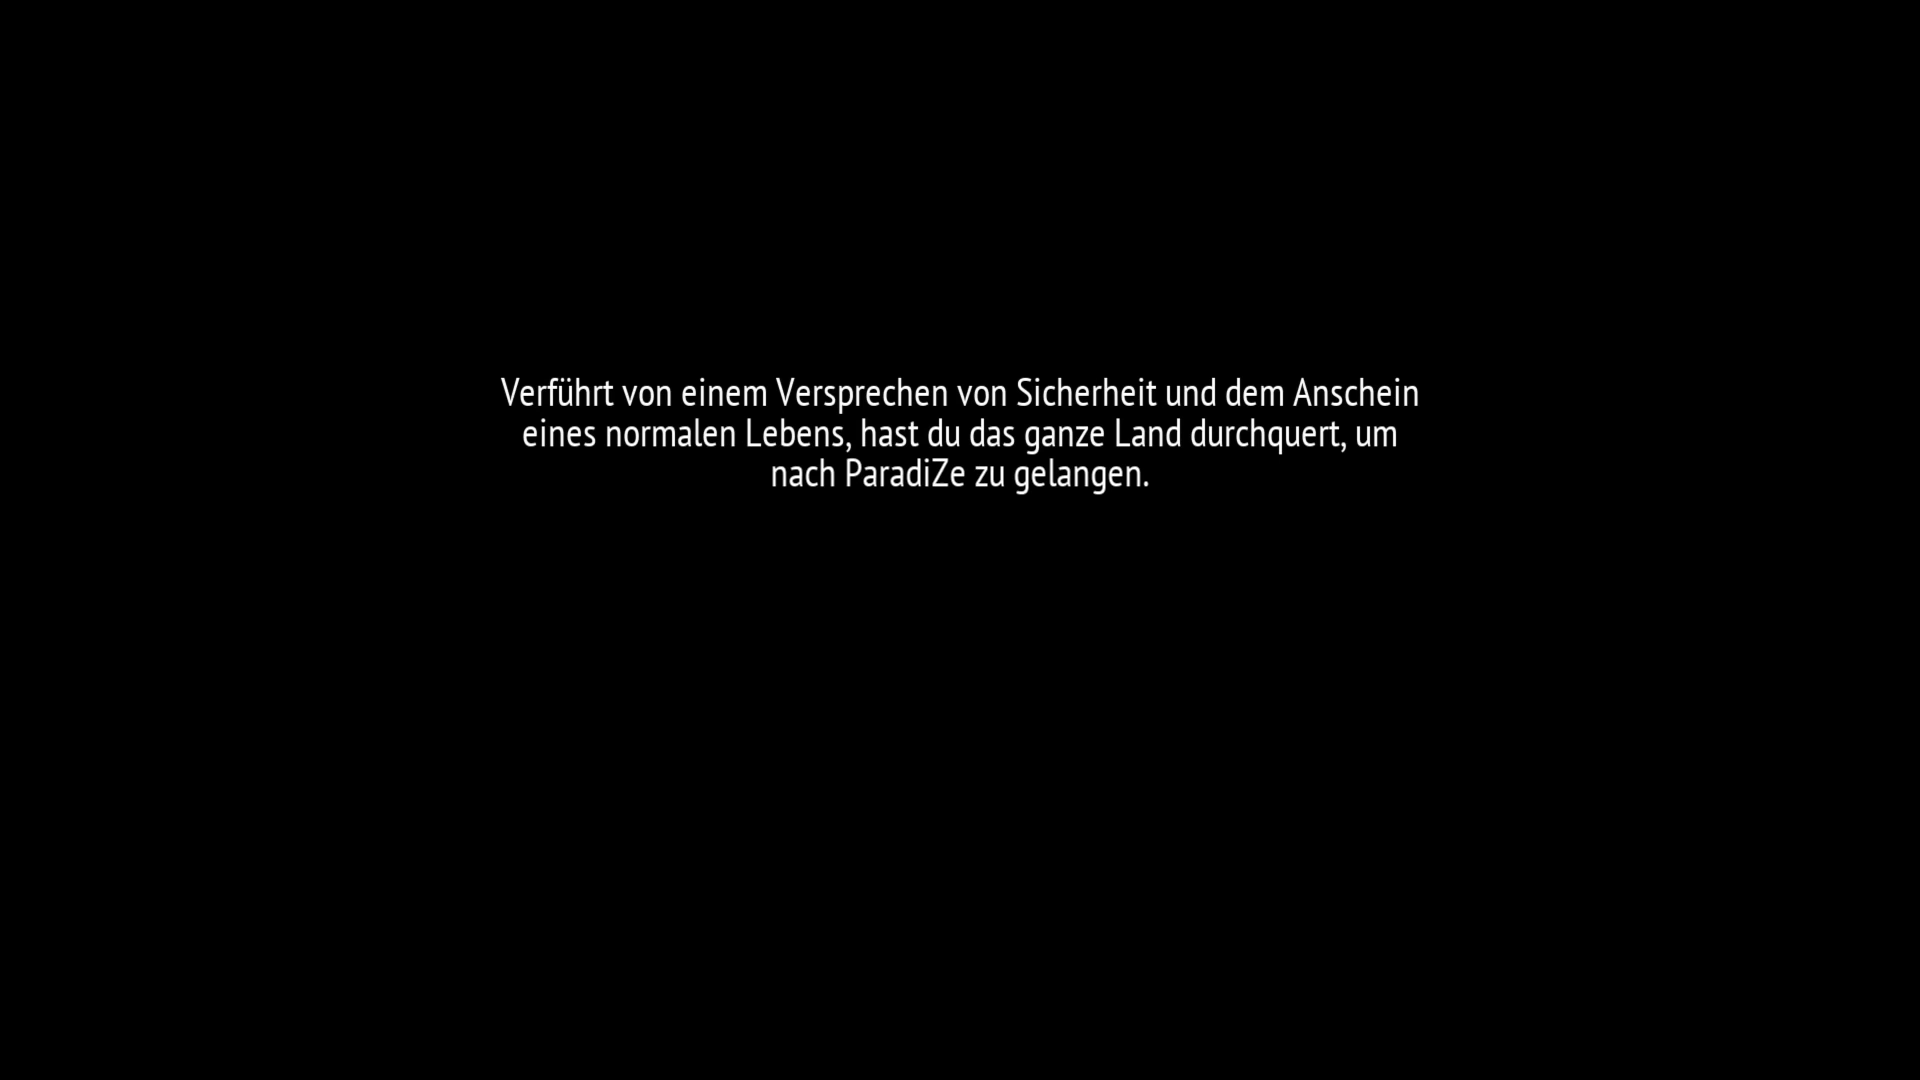 Verführt von einem Versprechen von Sicherheit und dem Anschein
eines normalen Lebens, hast du das ganze Land durchquert, um
nach ParadiZe zu gelangen.